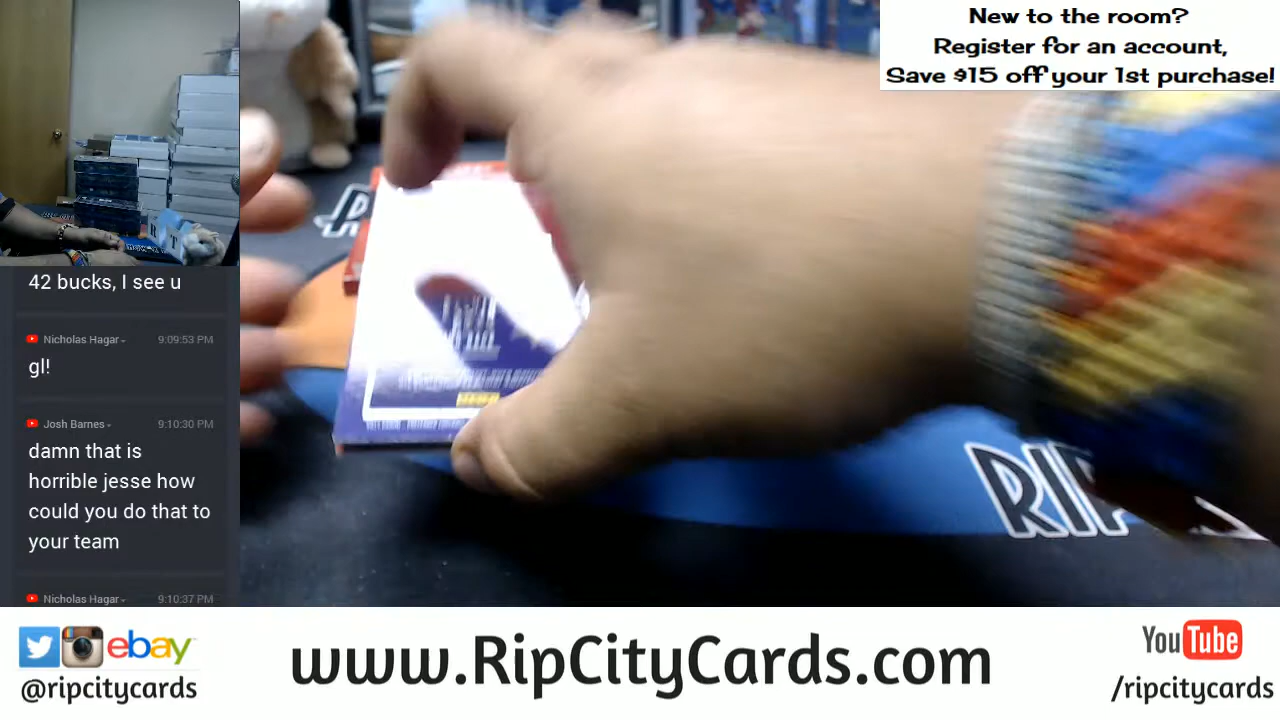 New to the room?
Register for an account,
Save $15 off your 1st purchase!
42 bucks, I see u
Nicholas Hagar
9:09:53 PM
gl!
Josh Barnes
9:10:30 PM
damn that is
horrible jesse how
could you do that to
your team
Nicholas Hagar
9:10:37 PM
RIP
ebay
@ripcitycards
www.RipCityCards.com
YouTube
/ripcitycards